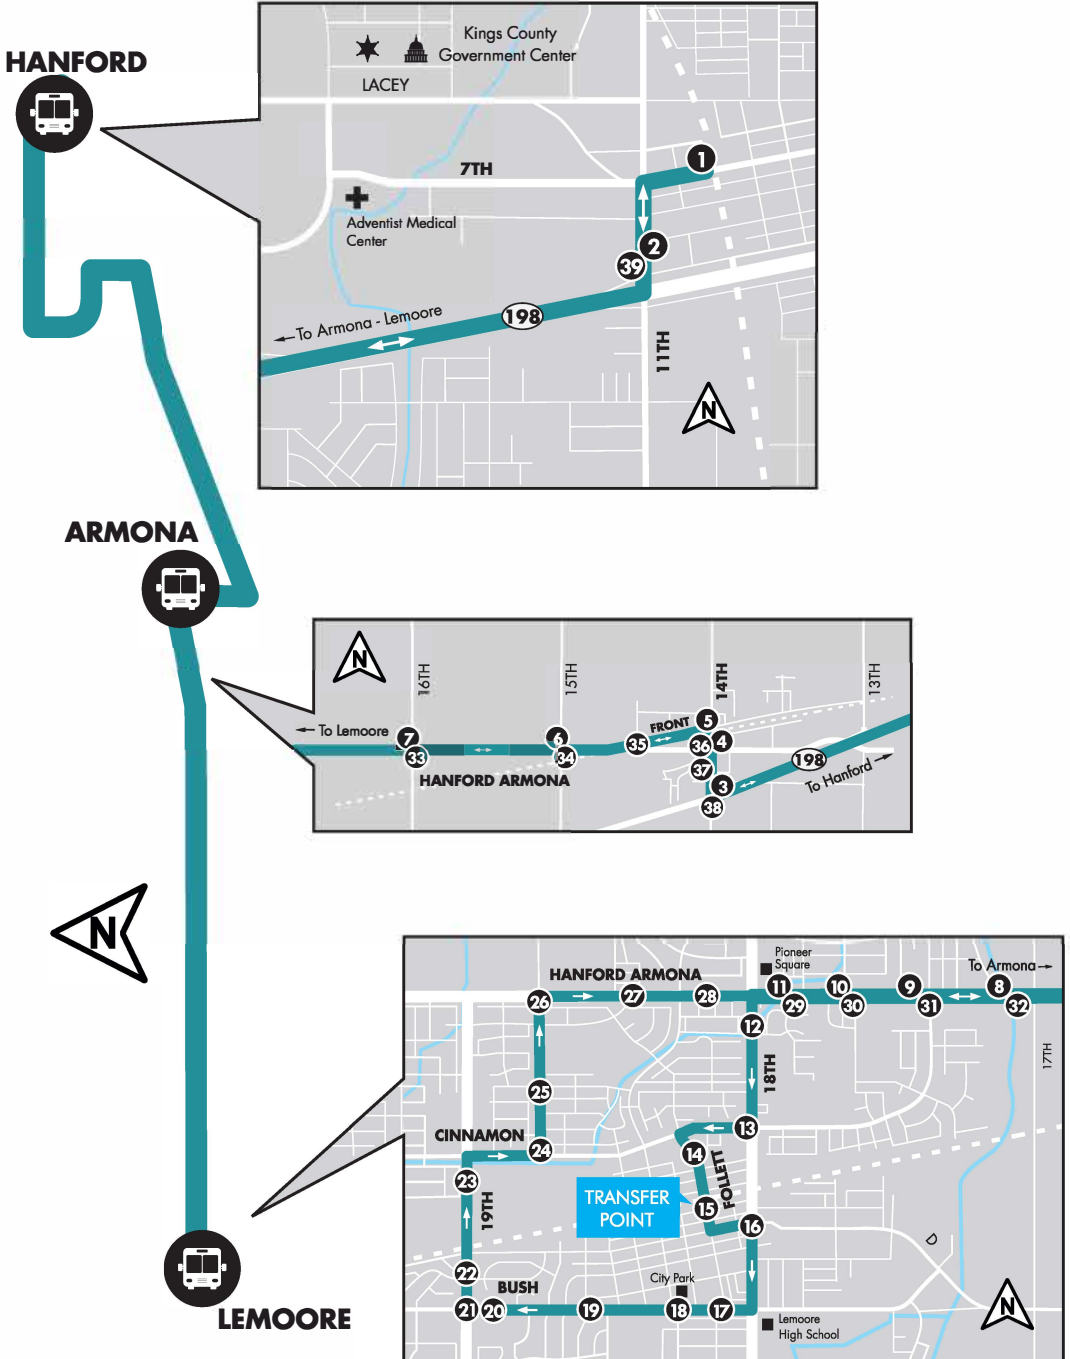 HANFORD
Kings County
Government Center
LACEY
7TH
1
Adventist Medical
Center
2
39
To Armona - Lemoore
198
11TH
N
ARMONA
N
16TH
15TH
14TH
13TH
To Lemoore
7
33
6
34
35
FRONT
5
36
4
37
3
38
198
To Hanford
HANFORD ARMONA
N
Pioneer
Square
To Armona
HANFORD ARMONA
26
27
28
11
10
9
8
29
30
31
32
12
18TH
17TH
25
CINNAMON
24
13
14
FOLLETT
23
19TH
TRANSFER
POINT
15
16
22
BUSH
City Park
21
20
19
18
17
Lemoore
High School
D
N
LEMOORE